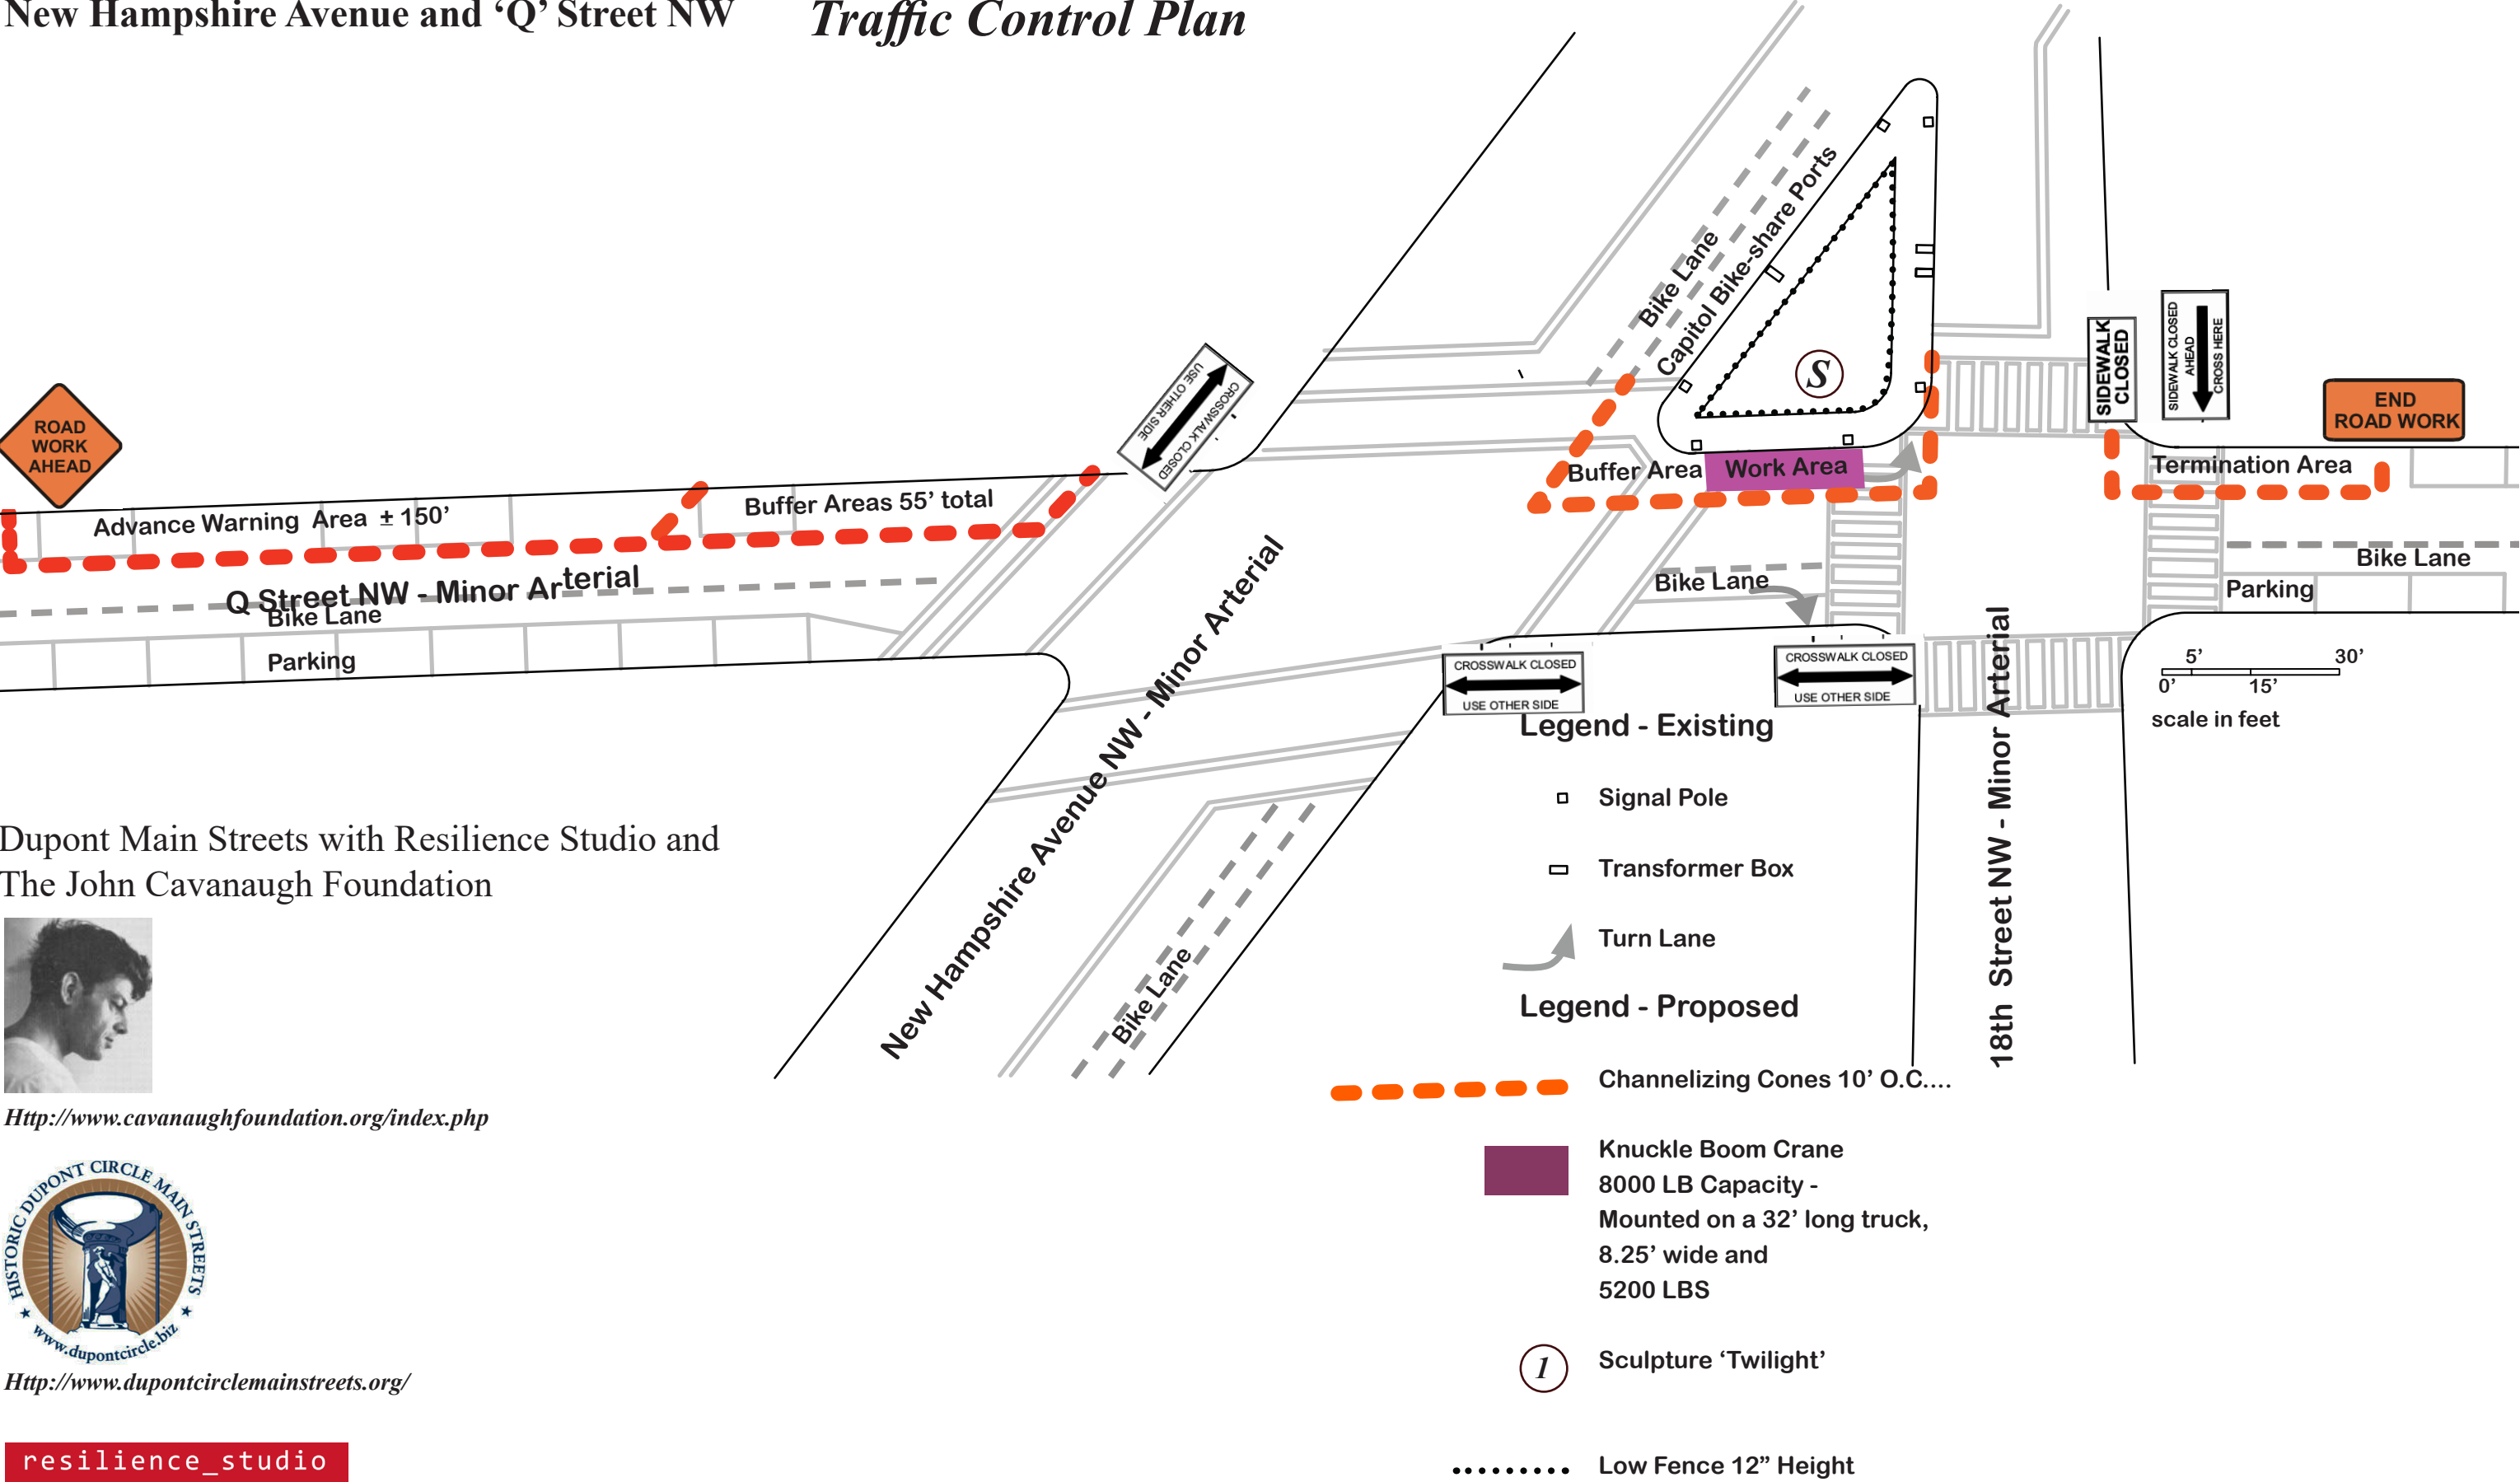 New Hampshire Avenue and ‘Q’ Street NW
Traffic Control Plan
ROAD
WORK
AHEAD
Advance Warning Area ± 150’
Buffer Areas 55’ total
Q Street NW - Minor Arterial
Bike Lane
Parking
CROSSWALK CLOSED
USE OTHER SIDE
Bike Lane
Capitol Bike-share Ports
S
Buffer Area
Work Area
Bike Lane
SIDEWALK
CLOSED
SIDEWALK CLOSED
AHEAD
CROSS HERE
END
ROAD WORK
Termination Area
Bike Lane
Parking
5’ 30’
0’ 15’
scale in feet
CROSSWALK CLOSED
USE OTHER SIDE
CROSSWALK CLOSED
USE OTHER SIDE
New Hampshire Avenue NW - Minor Arterial
Bike Lane
18th Street NW - Minor Arterial
Legend - Existing
Signal Pole
Transformer Box
Turn Lane
Legend - Proposed
Channelizing Cones 10’ O.C....
Knuckle Boom Crane
8000 LB Capacity -
Mounted on a 32’ long truck,
8.25’ wide and
5200 LBS
1 Sculpture ‘Twilight’
Low Fence 12” Height
Dupont Main Streets with Resilience Studio and
The John Cavanaugh Foundation
Http://www.cavanaughfoundation.org/index.php
HISTORIC DUPONT CIRCLE MAIN STREETS
www.dupontcircle.biz
Http://www.dupontcirclemainstreets.org/
resilience_studio